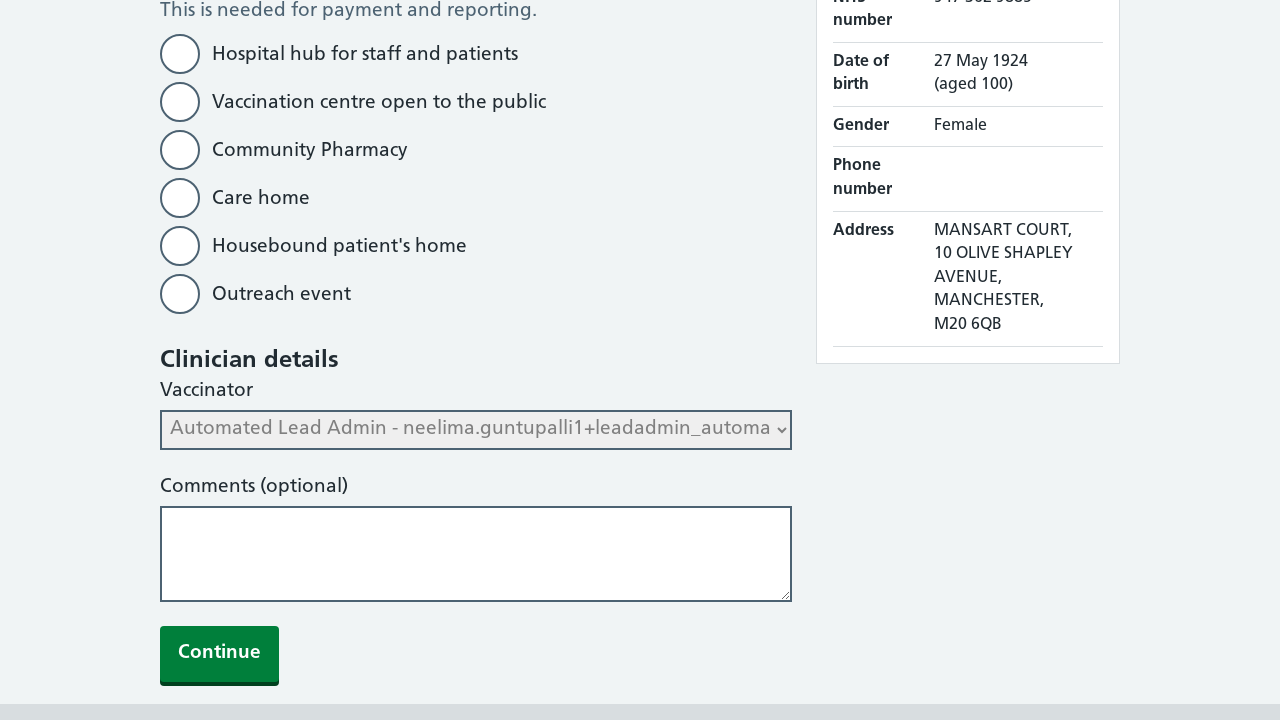 This is needed for payment and reporting.
Hospital hub for staff and patients
Vaccination centre open to the public
Community Pharmacy
Care home
Housebound patient's home
Outreach event
Clinician details
Vaccinator
Automated Lead Admin - neelima.guntupalli1+leadadmin_automa
Comments (optional)
Continue
number
Date of birth
27 May 1924
(aged 100)
Gender
Female
Phone
number
Address
MANSART COURT,
10 OLIVE SHAPLEY
AVENUE,
MANCHESTER,
M20 6QB